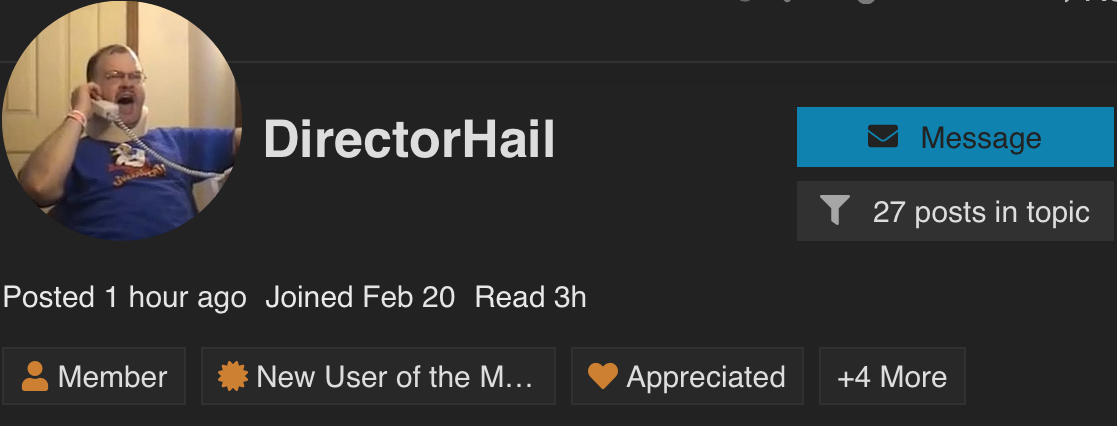 DirectorHail
Message
27 posts in topic
Posted 1 hour ago Joined Feb 20 Read 3h
Member New User of the M... Appreciated +4 More